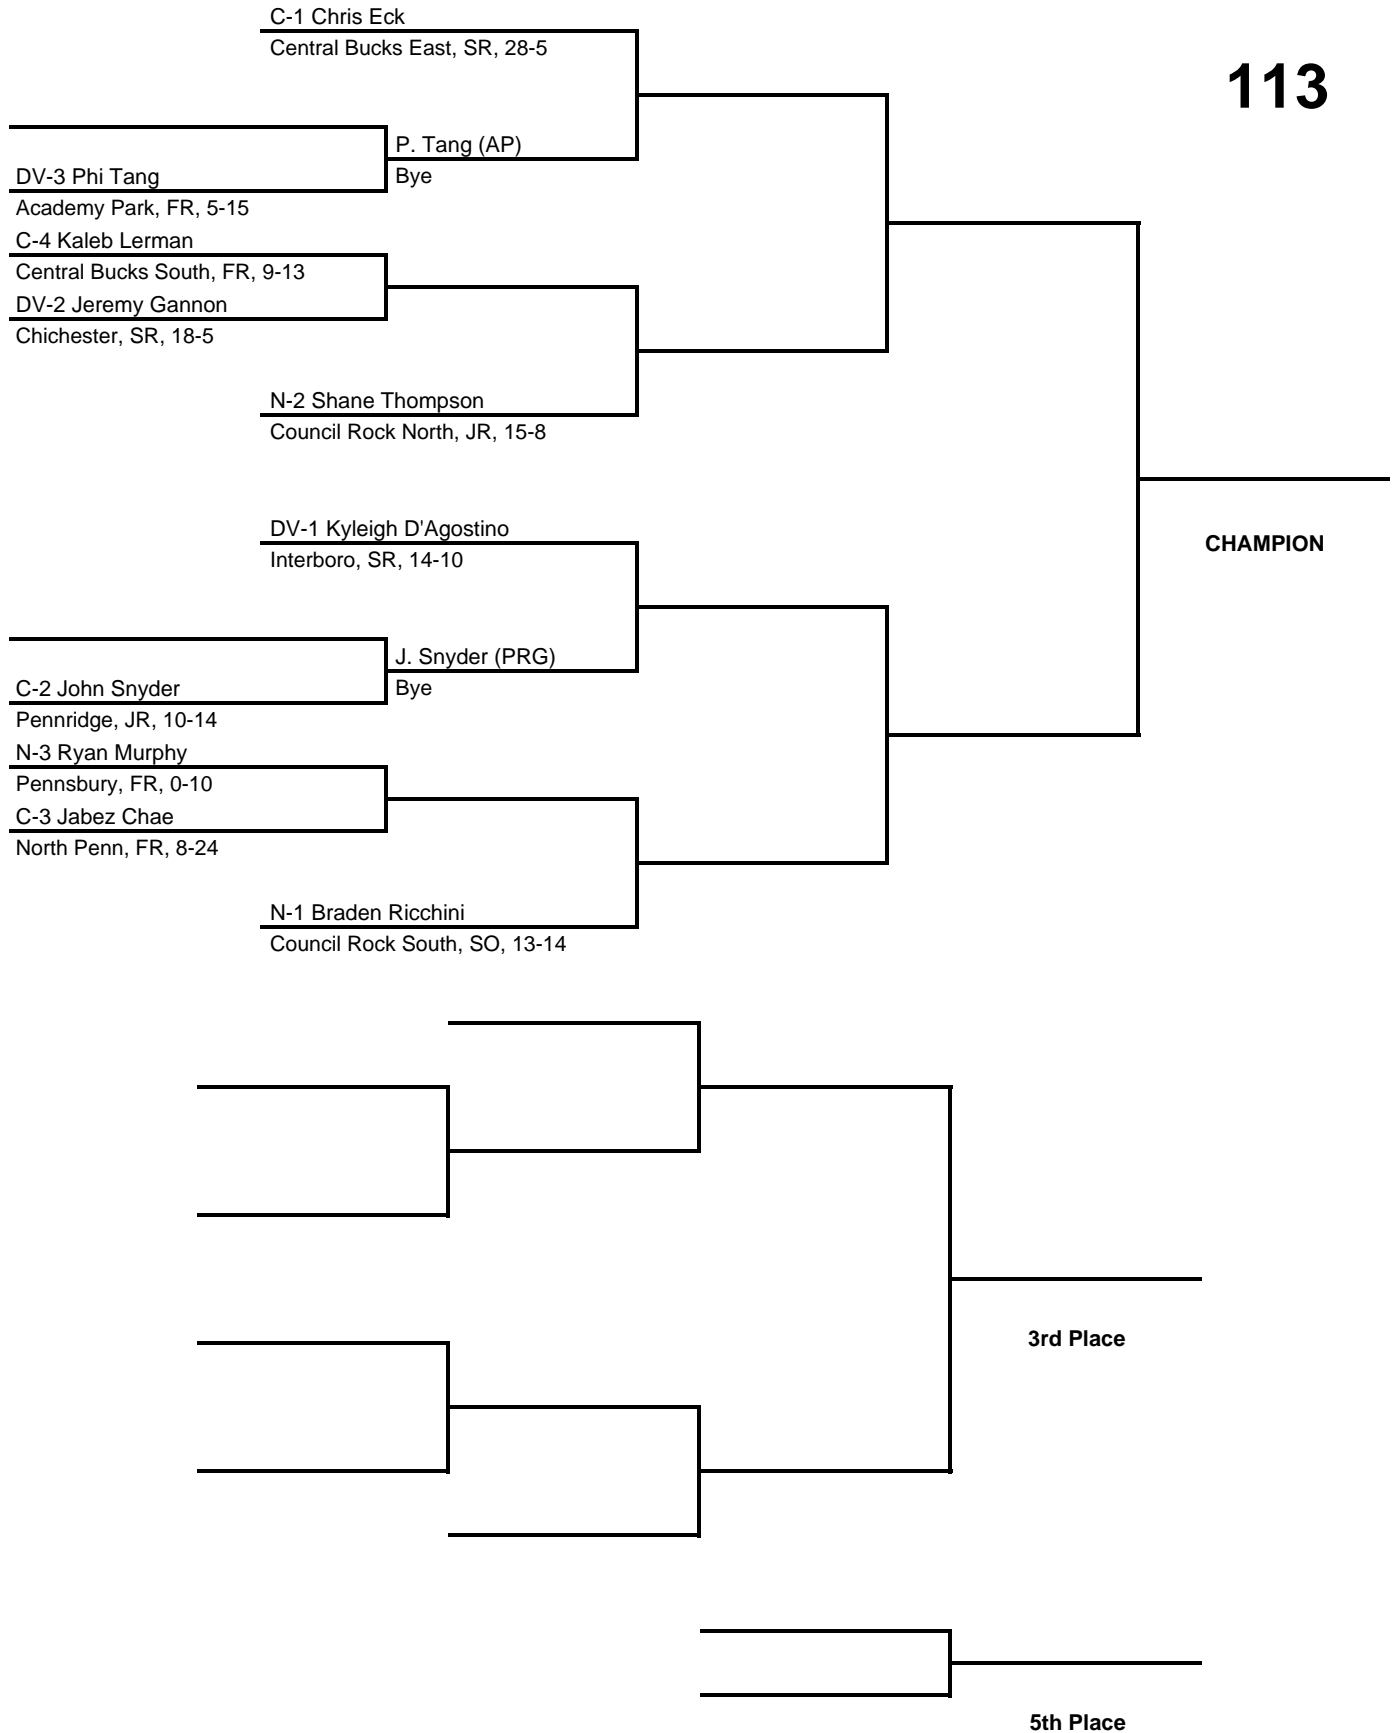 C-1 Chris Eck
Central Bucks East, SR, 28-5
113
P. Tang (AP)
DV-3 Phi Tang
Bye
Academy Park, FR, 5-15
C-4 Kaleb Lerman
Central Bucks South, FR, 9-13
DV-2 Jeremy Gannon
Chichester, SR, 18-5
N-2 Shane Thompson
Council Rock North, JR, 15-8
DV-1 Kyleigh D'Agostino
Interboro, SR, 14-10
CHAMPION
J. Snyder (PRG)
C-2 John Snyder
Bye
Pennridge, JR, 10-14
N-3 Ryan Murphy
Pennsbury, FR, 0-10
C-3 Jabez Chae
North Penn, FR, 8-24
N-1 Braden Ricchini
Council Rock South, SO, 13-14
3rd Place
5th Place